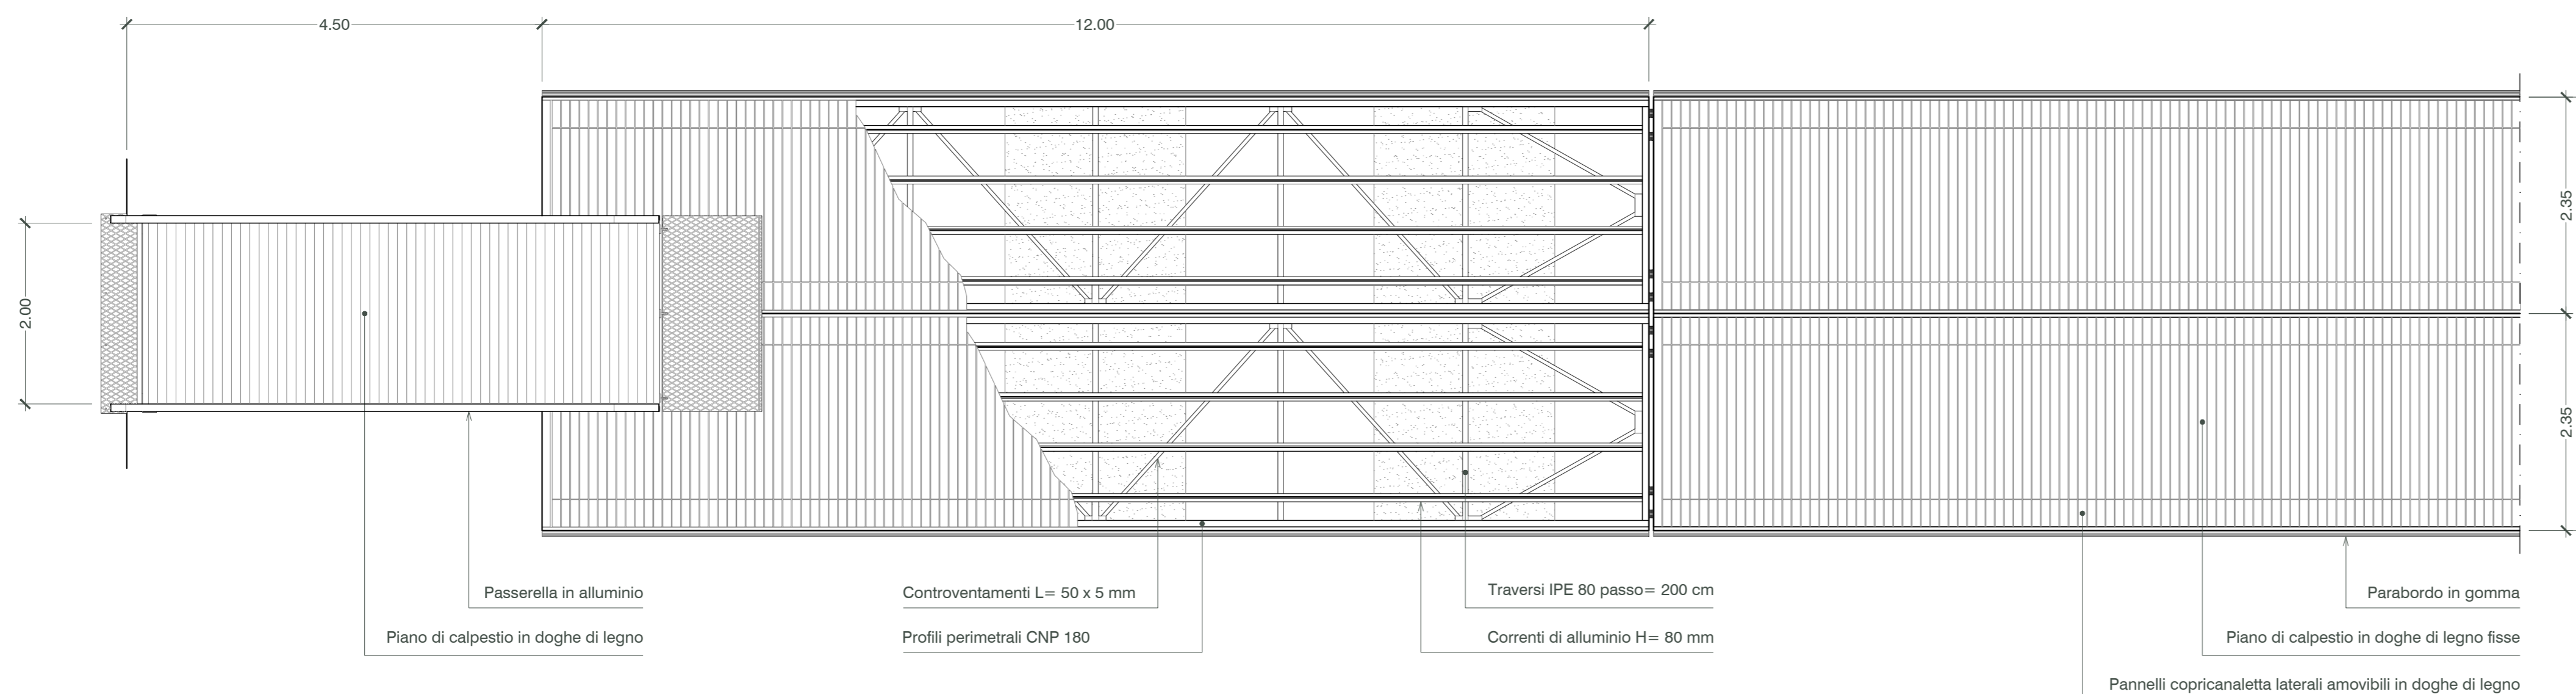 4.50
12.00
2.35
2.00
2.35
Passerella in alluminio
Piano di calpestio in doghe di legno
Controventamenti L= 50 x 5 mm
Profili perimetrali CNP 180
Traversi IPE 80 passo= 200 cm
Correnti di alluminio H= 80 mm
Parabordo in gomma
Piano di calpestio in doghe di legno fisse
Pannelli copricanaletta laterali amovibili in doghe di legno